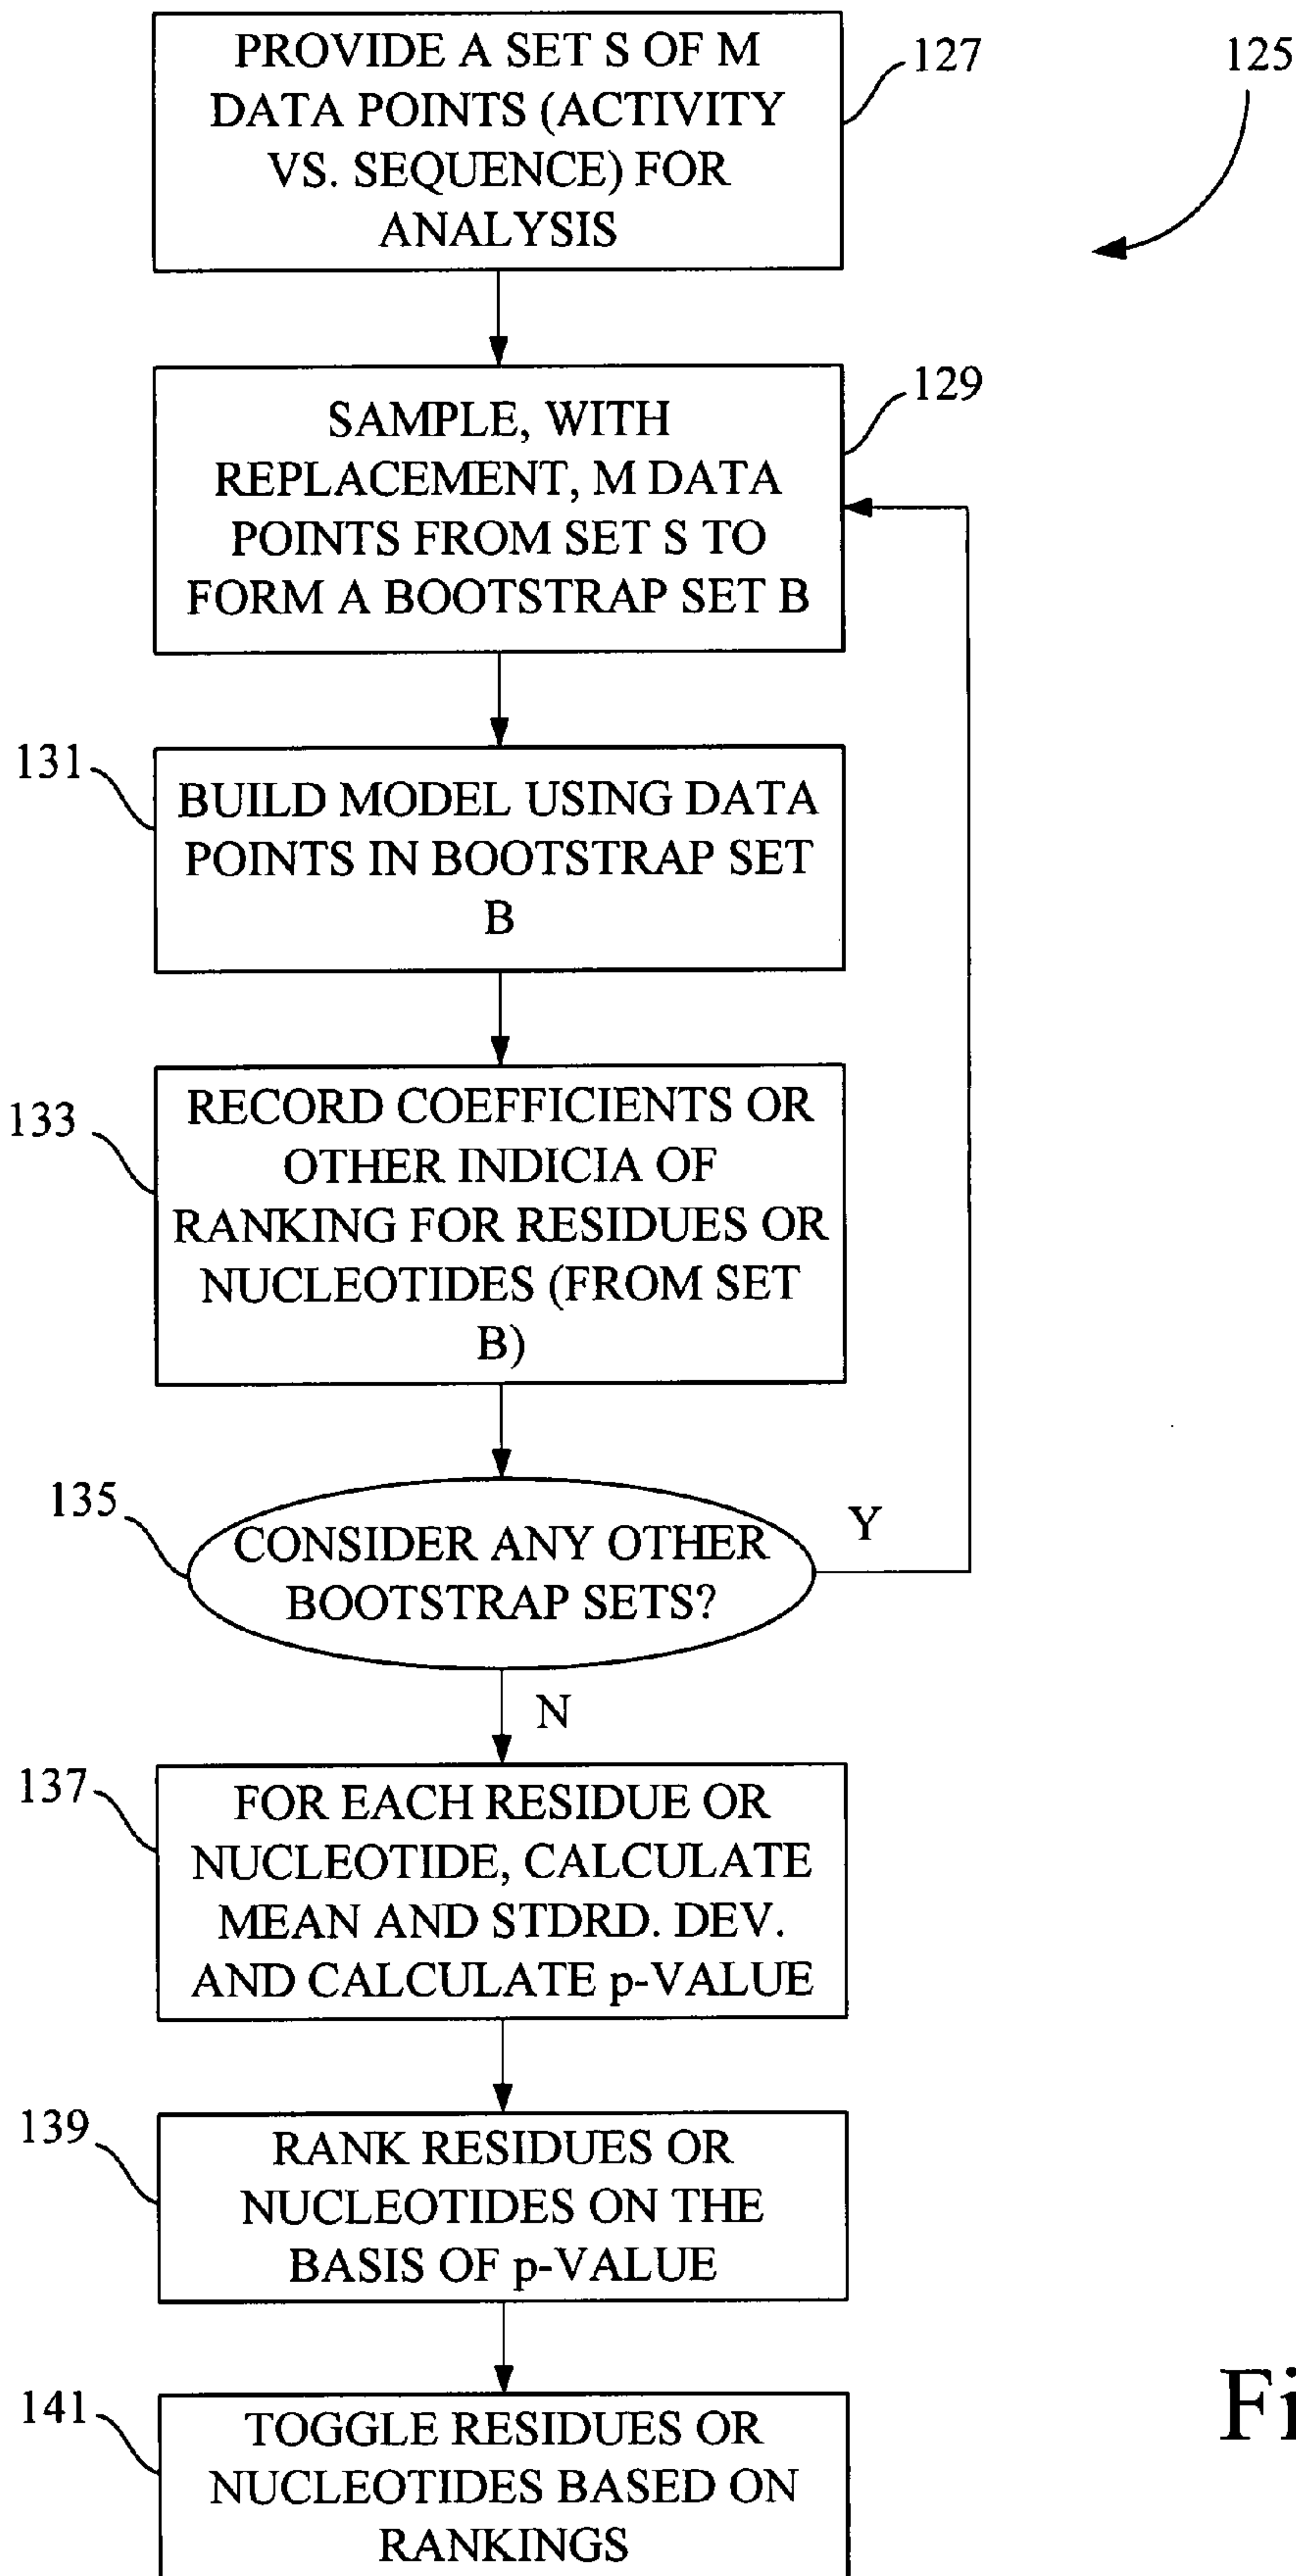 PROVIDE A SET S OF M
DATA POINTS (ACTIVITY
VS. SEQUENCE) FOR
ANALYSIS
127
125
SAMPLE, WITH
REPLACEMENT, M DATA
POINTS FROM SET S TO
FORM A BOOTSTRAP SET B
129
131
BUILD MODEL USING DATA
POINTS IN BOOTSTRAP SET
B
133
RECORD COEFFICIENTS OR
OTHER INDICIA OF
RANKING FOR RESIDUES OR
NUCLEOTIDES (FROM SET
B)
135
CONSIDER ANY OTHER
BOOTSTRAP SETS?
Y
N
137
FOR EACH RESIDUE OR
NUCLEOTIDE, CALCULATE
MEAN AND STDRD. DEV.
AND CALCULATE p-VALUE
139
RANK RESIDUES OR
NUCLEOTIDES ON THE
BASIS OF p-VALUE
141
TOGGLE RESIDUES OR
NUCLEOTIDES BASED ON
RANKINGS
Fi